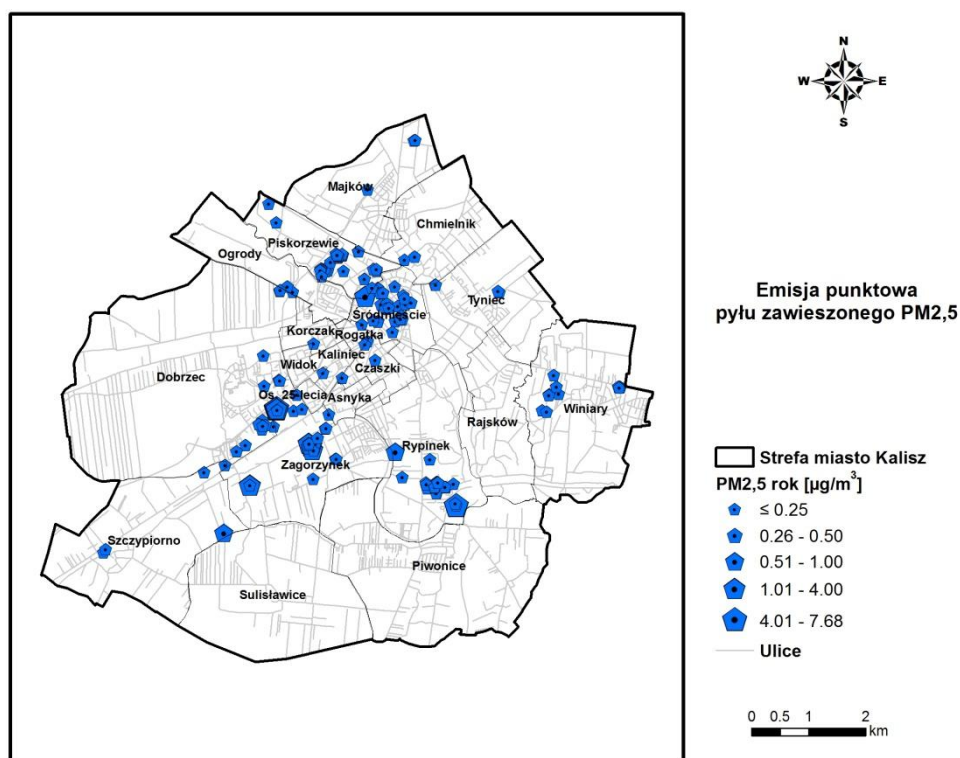 N
W
E
S
Majków
Chmielnik
Piskorzewie
Ogrody
Tyniec
Śródmieście
Korczak
Rogatka
Kaliniec
Czaszki
Widok
Dobrzec
Os. 25-lecia
Asnyka
Winiary
Rajsków
Rypinek
Zagorzynek
Szczypiorno
Piwonice
Sulisławice
Emisja punktowa
pyłu zawieszonego PM2,5
Strefa miasto Kalisz
PM2,5 rok [µg/m³]
≤ 0.25
0.26 - 0.50
0.51 - 1.00
1.01 - 4.00
4.01 - 7.68
Ulice
0 0.5 1 2
km